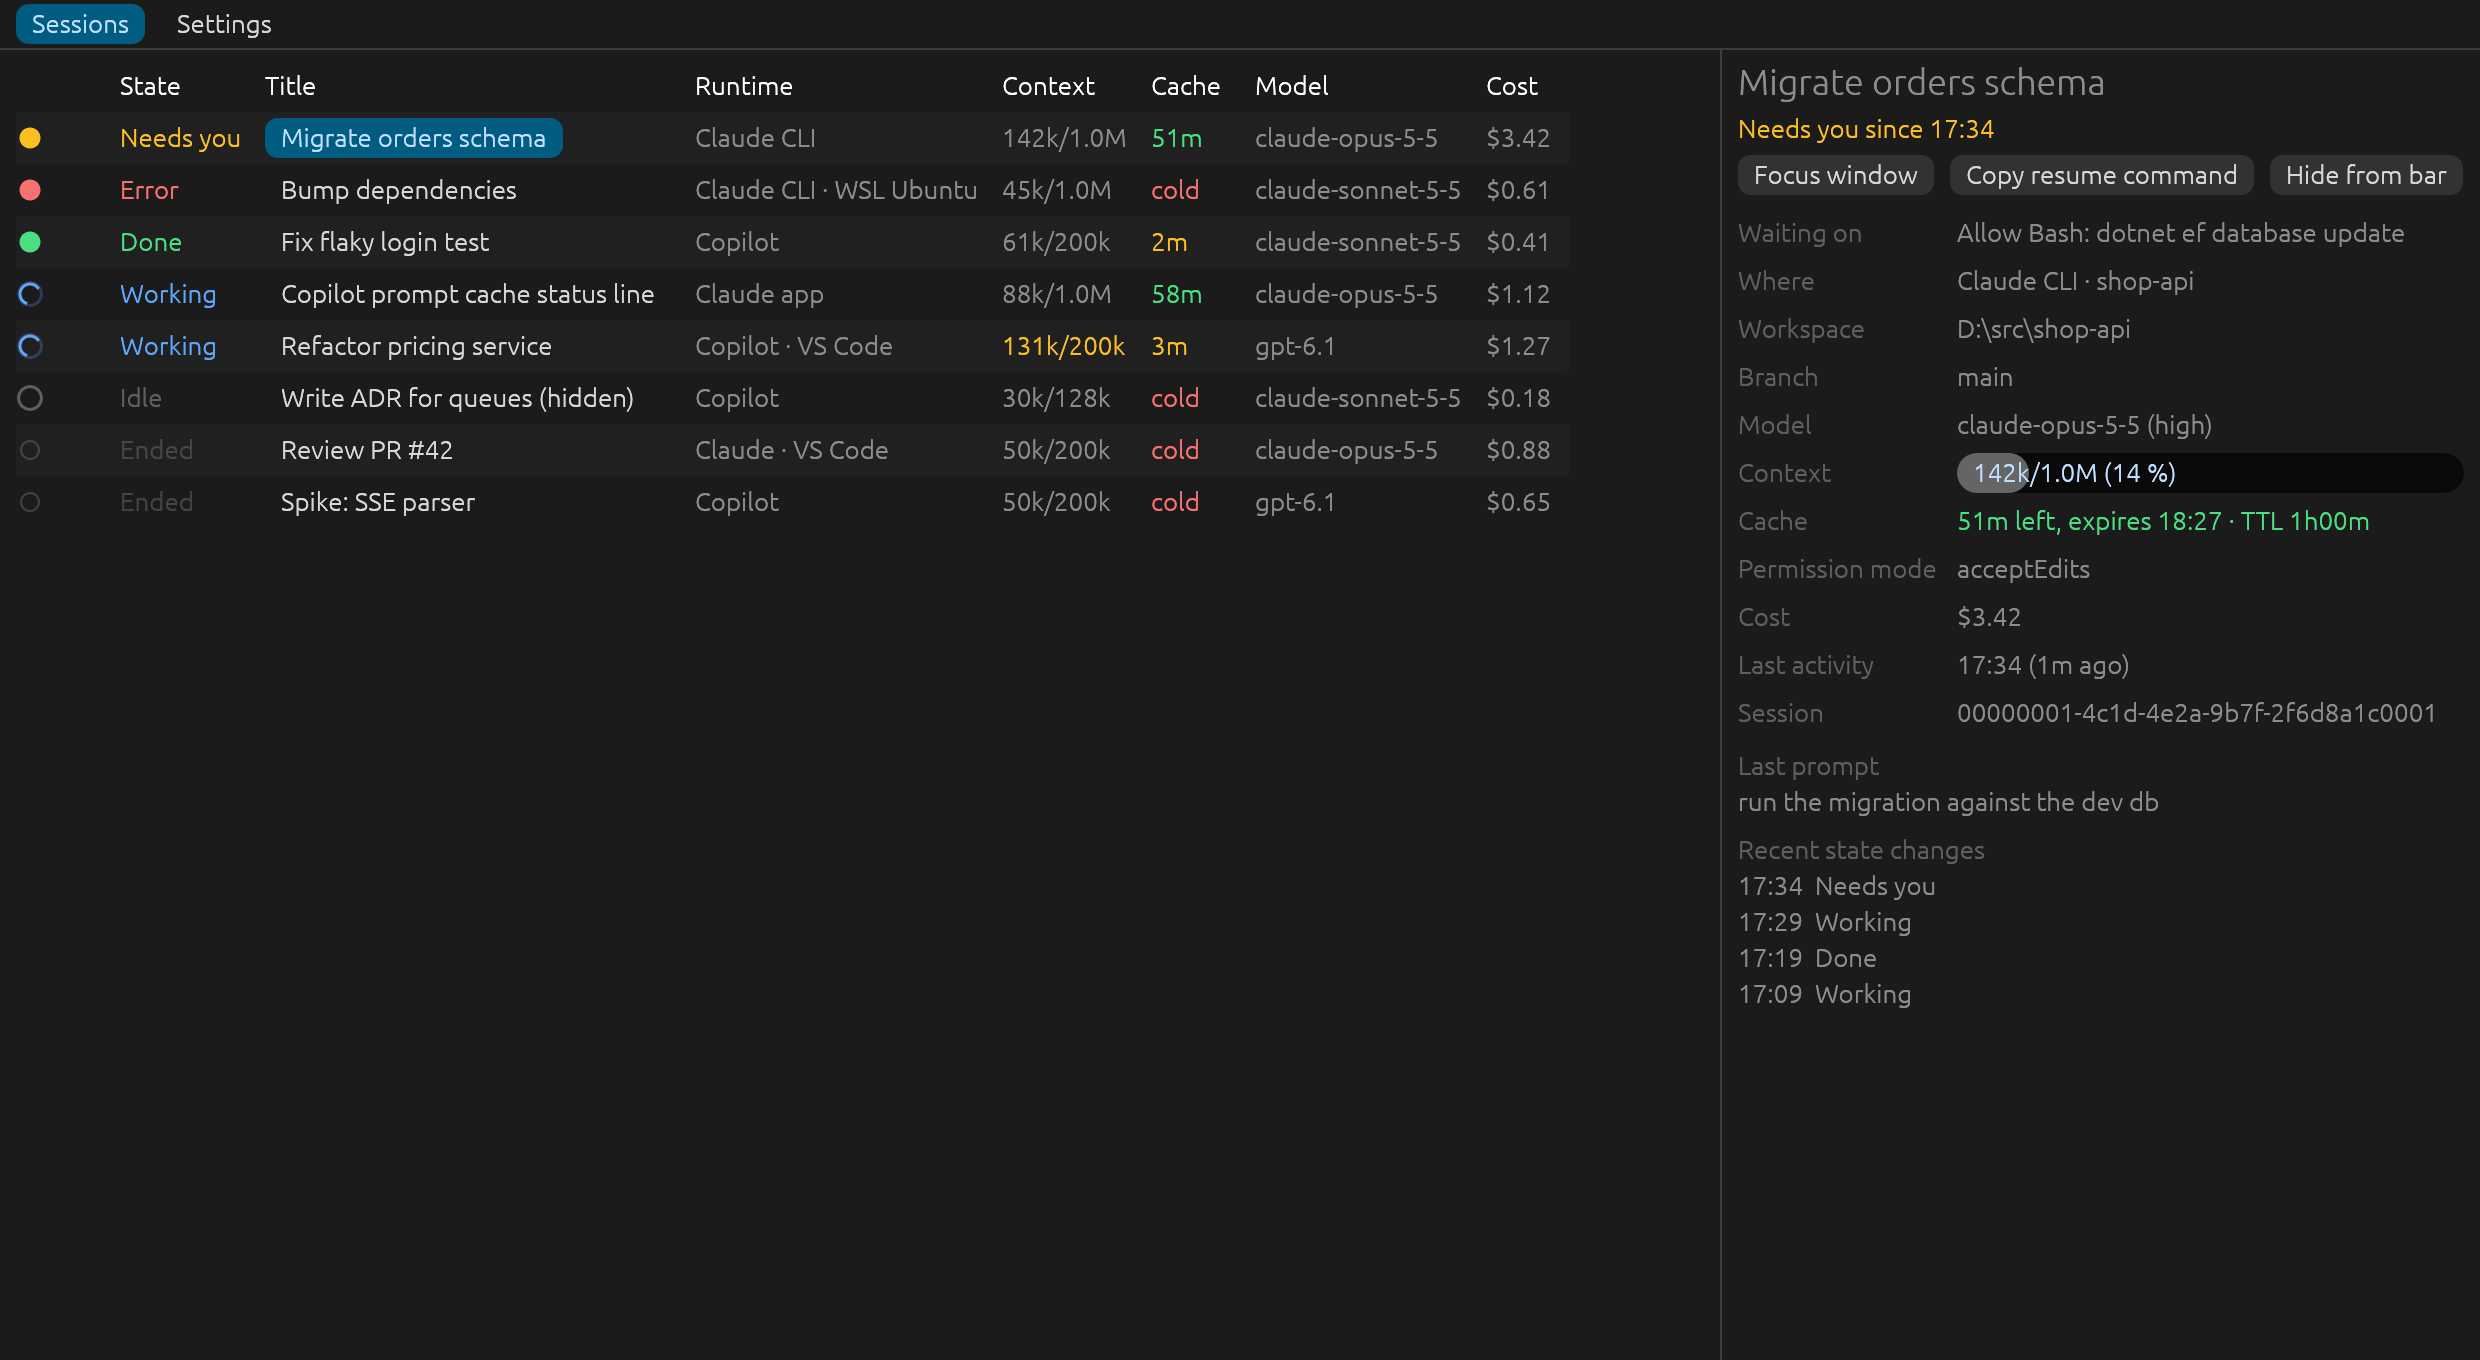 Sessions Settings
State Title Runtime Context Cache Model Cost
Needs you Migrate orders schema Claude CLI 142k/1.0M 51m claude-opus-5-5 $3.42
Error Bump dependencies Claude CLI · WSL Ubuntu 45k/1.0M cold claude-sonnet-5-5 $0.61
Done Fix flaky login test Copilot 61k/200k 2m claude-sonnet-5-5 $0.41
Working Copilot prompt cache status line Claude app 88k/1.0M 58m claude-opus-5-5 $1.12
Working Refactor pricing service Copilot · VS Code 131k/200k 3m gpt-6.1 $1.27
Idle Write ADR for queues (hidden) Copilot 30k/128k cold claude-sonnet-5-5 $0.18
Ended Review PR #42 Claude · VS Code 50k/200k cold claude-opus-5-5 $0.88
Ended Spike: SSE parser Copilot 50k/200k cold gpt-6.1 $0.65
Migrate orders schema
Needs you since 17:34
Focus window Copy resume command Hide from bar
Waiting on Allow Bash: dotnet ef database update
Where Claude CLI · shop-api
Workspace D:\src\shop-api
Branch main
Model claude-opus-5-5 (high)
Context 142k/1.0M (14 %)
Cache 51m left, expires 18:27 · TTL 1h00m
Permission mode acceptEdits
Cost $3.42
Last activity 17:34 (1m ago)
Session 00000001-4c1d-4e2a-9b7f-2f6d8a1c0001
Last prompt
run the migration against the dev db
Recent state changes
17:34 Needs you
17:29 Working
17:19 Done
17:09 Working